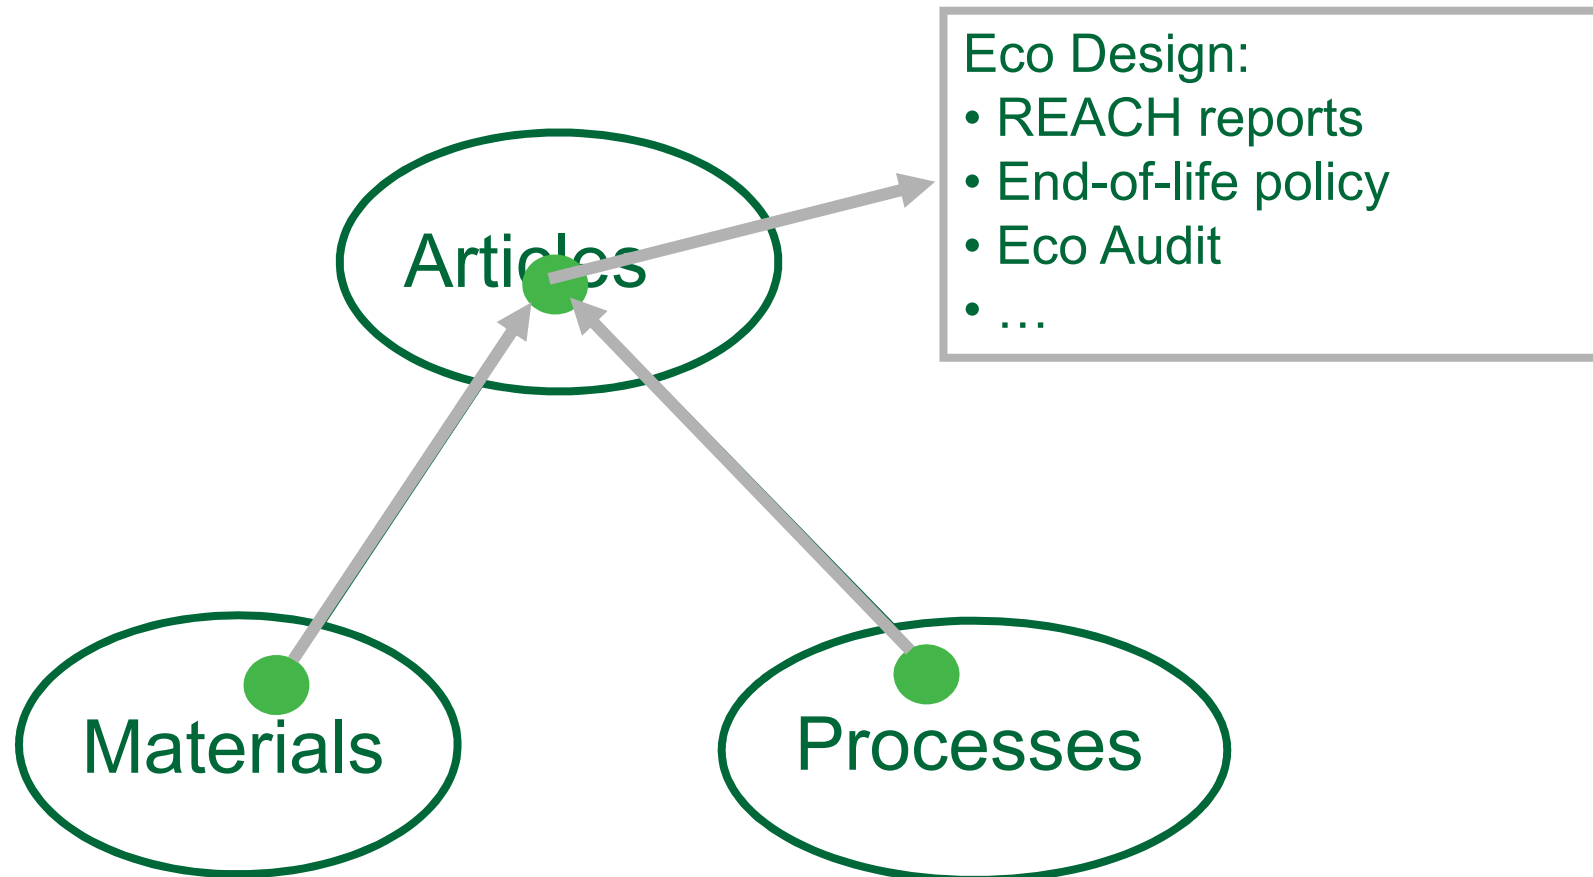 Eco Design:
• REACH reports
• End-of-life policy
• Eco Audit
• …
Articles
Materials
Processes